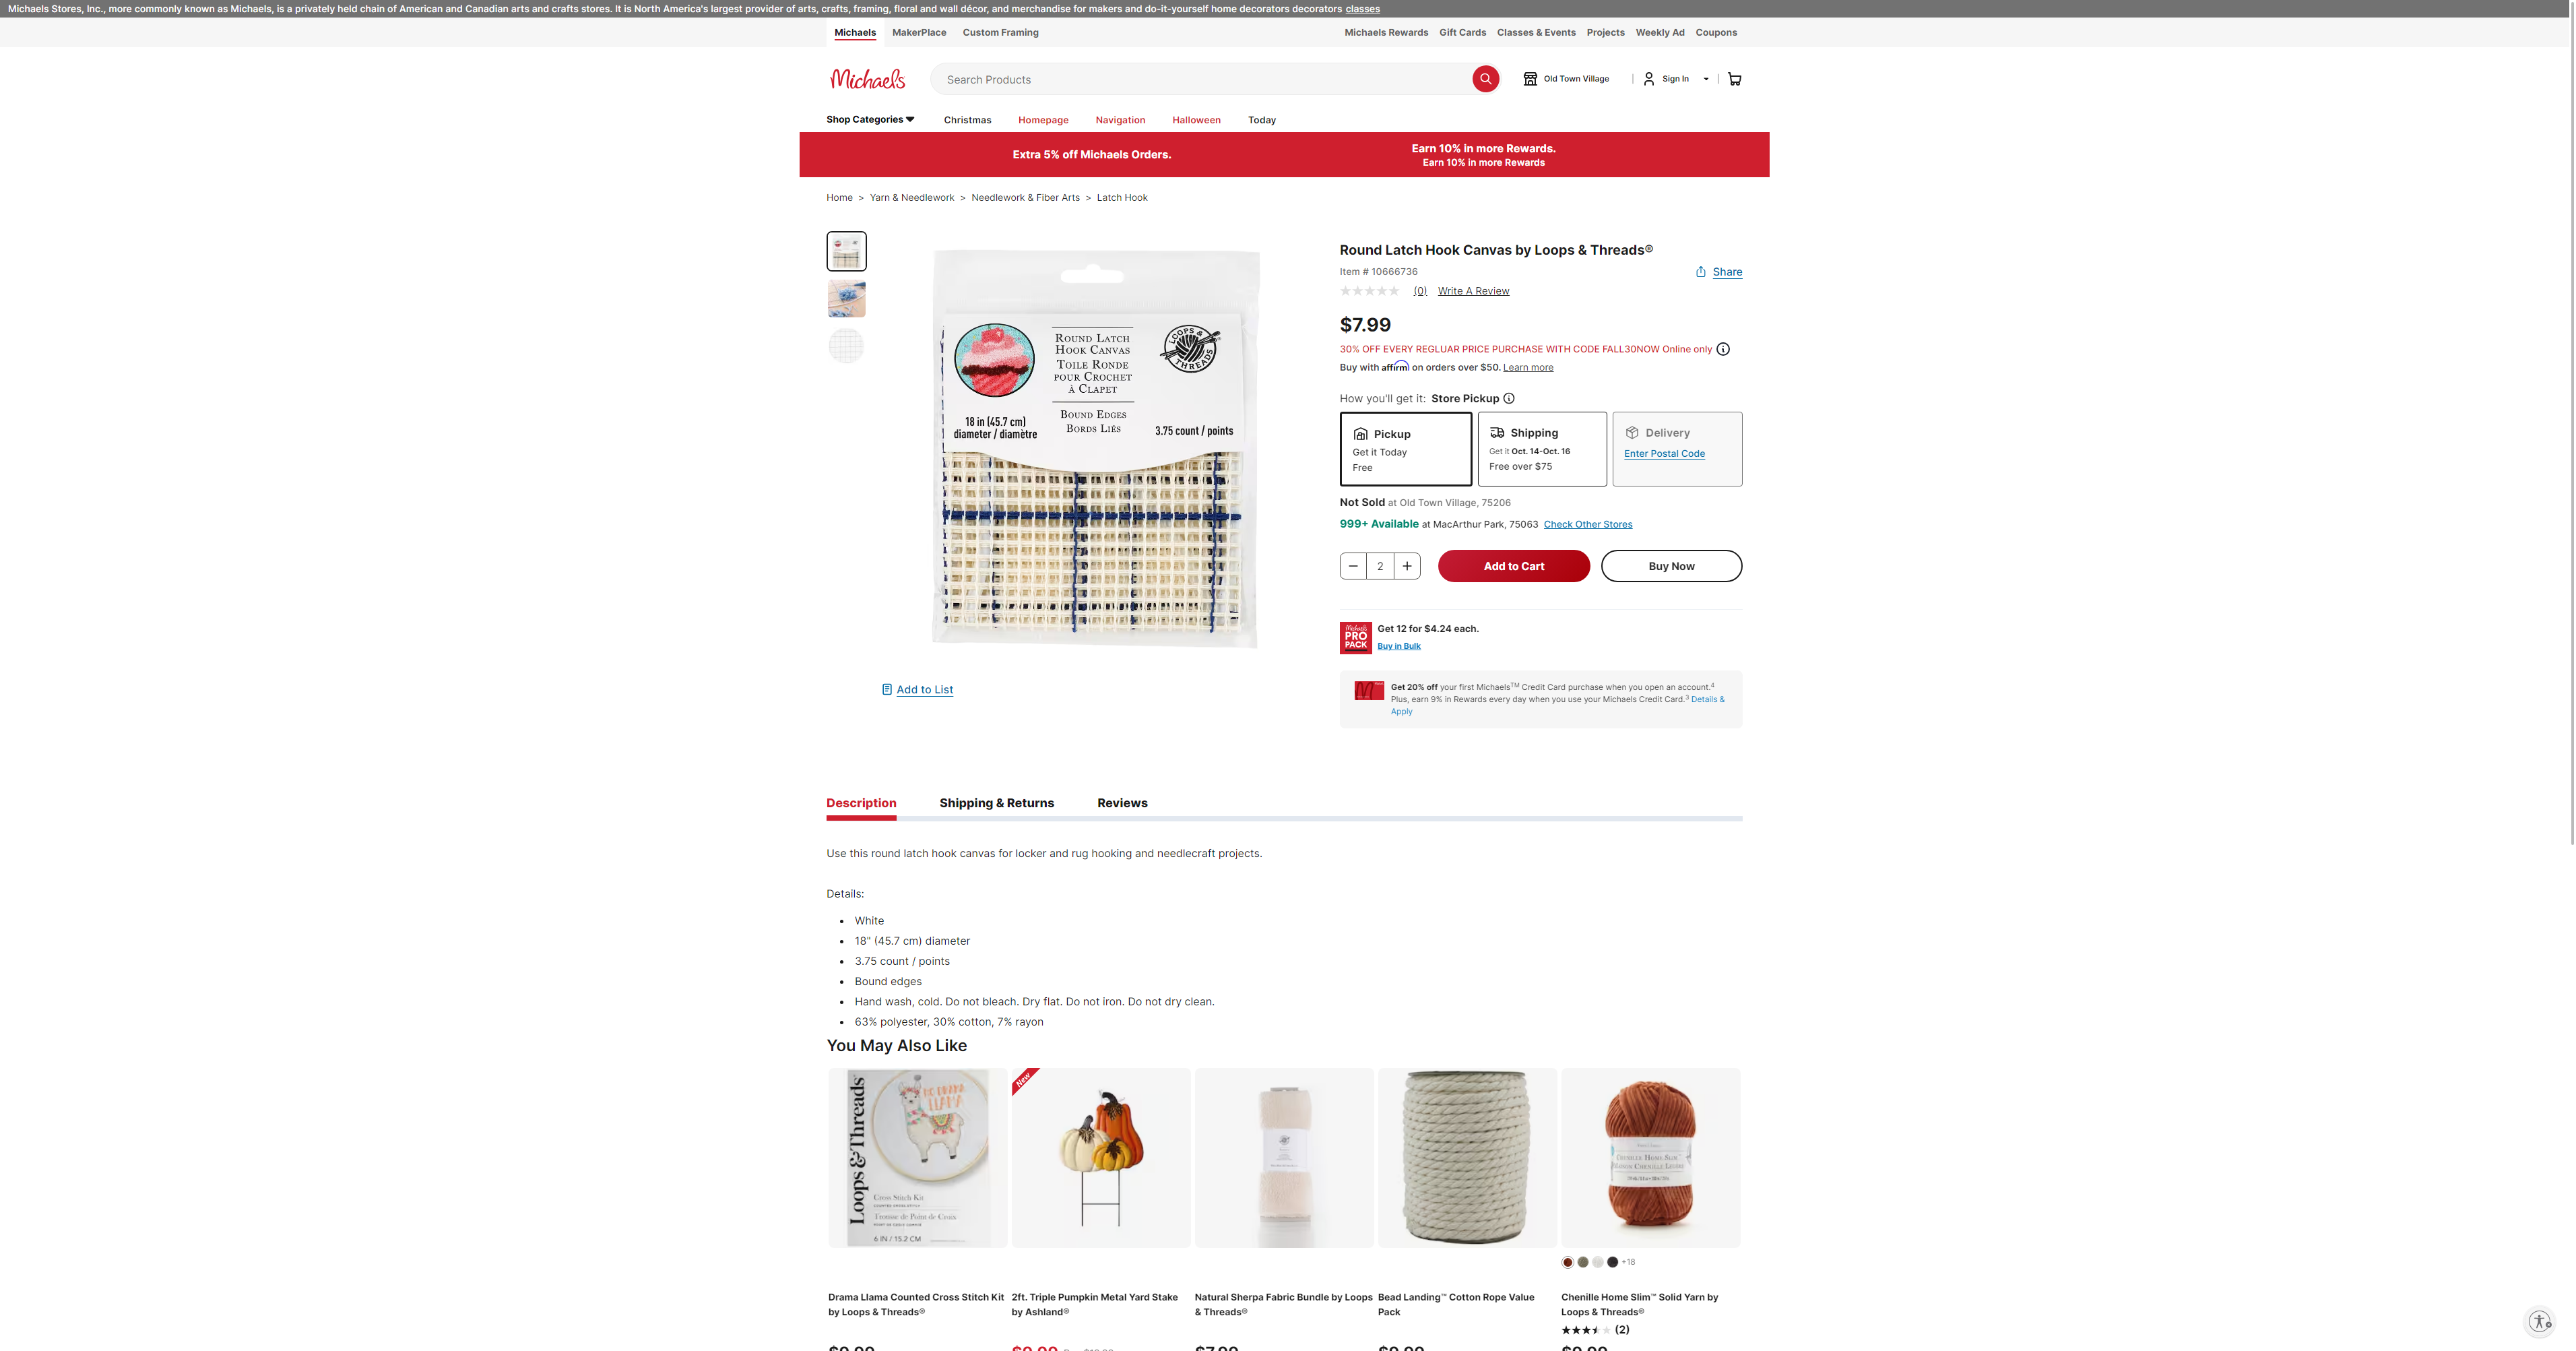 Michaels Stores, Inc., more commonly known as Michaels, is a privately held chain of American and Canadian arts and crafts stores. It is North America's largest provider of arts, crafts, framing, floral and wall décor, and merchandise for makers and do-it-yourself home decorators decorators classes
Michaels MakerPlace Custom Framing Michaels Rewards Gift Cards Classes & Events Projects Weekly Ad Coupons
Michaels Search Products Old Town Village | Sign In |
Shop Categories Christmas Homepage Navigation Halloween Today
Extra 5% off Michaels Orders.
Earn 10% in more Rewards.
Earn 10% in more Rewards
Home > Yarn & Needlework > Needlework & Fiber Arts > Latch Hook
ROUND LATCH
HOOK CANVAS
TOILE RONDE
POUR CROCHET
À CLAPET
BOUND EDGES
BORDS LIÉS
LOOPS & THREADS®
18 in (45.7 cm)
diameter / diamètre
3.75 count / points
Add to List
Round Latch Hook Canvas by Loops & Threads®
Item # 10666736
Share
(0) Write A Review
$7.99
30% OFF EVERY REGLUAR PRICE PURCHASE WITH CODE FALL30NOW Online only
Buy with affirm on orders over $50. Learn more
How you'll get it: Store Pickup
Pickup
Get it Today
Free
Shipping
Get it Oct. 14-Oct. 16
Free over $75
Delivery
Enter Postal Code
Not Sold at Old Town Village, 75206
999+ Available at MacArthur Park, 75063 Check Other Stores
− 2 + Add to Cart Buy Now
Michaels
PRO
PACK
Get 12 for $4.24 each.
Buy in Bulk
Get 20% off your first Michaels™ Credit Card purchase when you open an account.⁴
Plus, earn 9% in Rewards every day when you use your Michaels Credit Card.³ Details &
Apply
Description Shipping & Returns Reviews
Use this round latch hook canvas for locker and rug hooking and needlecraft projects.
Details:
• White
• 18" (45.7 cm) diameter
• 3.75 count / points
• Bound edges
• Hand wash, cold. Do not bleach. Dry flat. Do not iron. Do not dry clean.
• 63% polyester, 30% cotton, 7% rayon
You May Also Like
Loops & Threads
NO DRAMA
LLAMA
Cross Stitch Kit
COUNTED CROSS STITCH
Trousse de Point de Croix
POINT DE CROIX COMPTÉ
6 IN / 15.2 CM
New
CHENILLE HOME SLIM™
+18
Drama Llama Counted Cross Stitch Kit
by Loops & Threads®
2ft. Triple Pumpkin Metal Yard Stake
by Ashland®
Natural Sherpa Fabric Bundle by Loops
& Threads®
Bead Landing™ Cotton Rope Value
Pack
Chenille Home Slim™ Solid Yarn by
Loops & Threads®
(2)